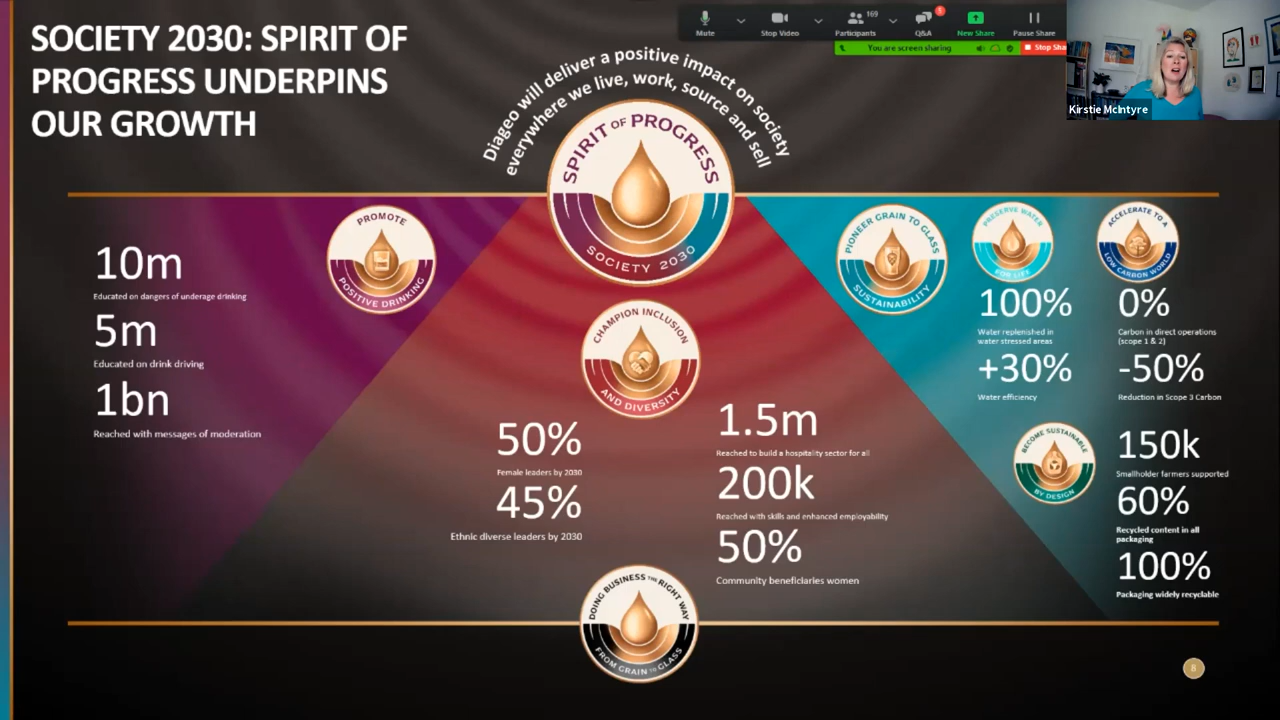 SOCIETY 2030: SPIRIT OF
PROGRESS UNDERPINS
OUR GROWTH
Mute
Stop Video
169
Participants
1
Q&A
New Share
Pause Share
You are screen sharing
Stop Sha
Kirstie McIntyre
Diageo will deliver a positive impact on society
everywhere we live, work, source and sell
SPIRIT OF PROGRESS
SOCIETY 2030
PROMOTE
POSITIVE DRINKING
10m
Educated on dangers of underage drinking
5m
Educated on drink driving
1bn
Reached with messages of moderation
CHAMPION INCLUSION
AND DIVERSITY
50%
Female leaders by 2030
45%
Ethnic diverse leaders by 2030
1.5m
Reached to build a hospitality sector for all
200k
Reached with skills and enhanced employability
50%
Community beneficiaries women
PIONEER GRAIN TO GLASS
SUSTAINABILITY
PRESERVE WATER
FOR LIFE
100%
Water replenished in
water stressed areas
+30%
Water efficiency
ACCELERATE TO A
LOW CARBON WORLD
0%
Carbon in direct operations
(scope 1 & 2)
-50%
Reduction in Scope 3 Carbon
BECOME SUSTAINABLE
BY DESIGN
150k
Smallholder farmers supported
60%
Recycled content in all
packaging
100%
Packaging widely recyclable
DOING BUSINESS THE RIGHT WAY
FROM GRAIN TO GLASS
8